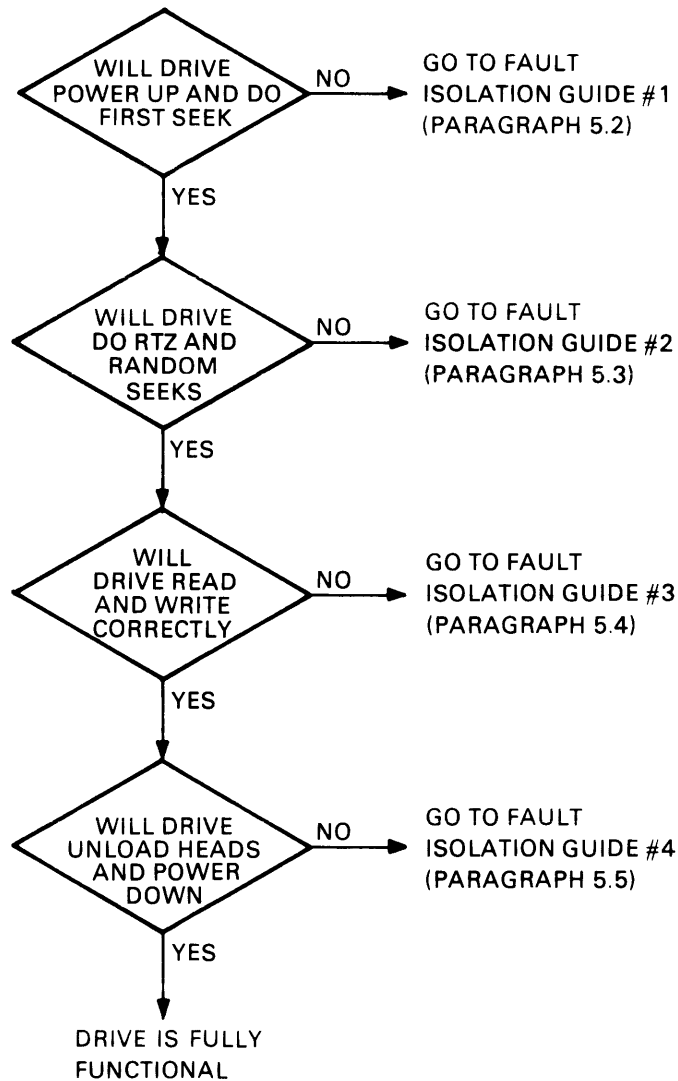 WILL DRIVE
POWER UP AND DO
FIRST SEEK
NO
GO TO FAULT
ISOLATION GUIDE #1
(PARAGRAPH 5.2)
YES
WILL DRIVE
DO RTZ AND
RANDOM
SEEKS
NO
GO TO FAULT
ISOLATION GUIDE #2
(PARAGRAPH 5.3)
YES
WILL
DRIVE READ
AND WRITE
CORRECTLY
NO
GO TO FAULT
ISOLATION GUIDE #3
(PARAGRAPH 5.4)
YES
WILL DRIVE
UNLOAD HEADS
AND POWER
DOWN
NO
GO TO FAULT
ISOLATION GUIDE #4
(PARAGRAPH 5.5)
YES
DRIVE IS FULLY
FUNCTIONAL